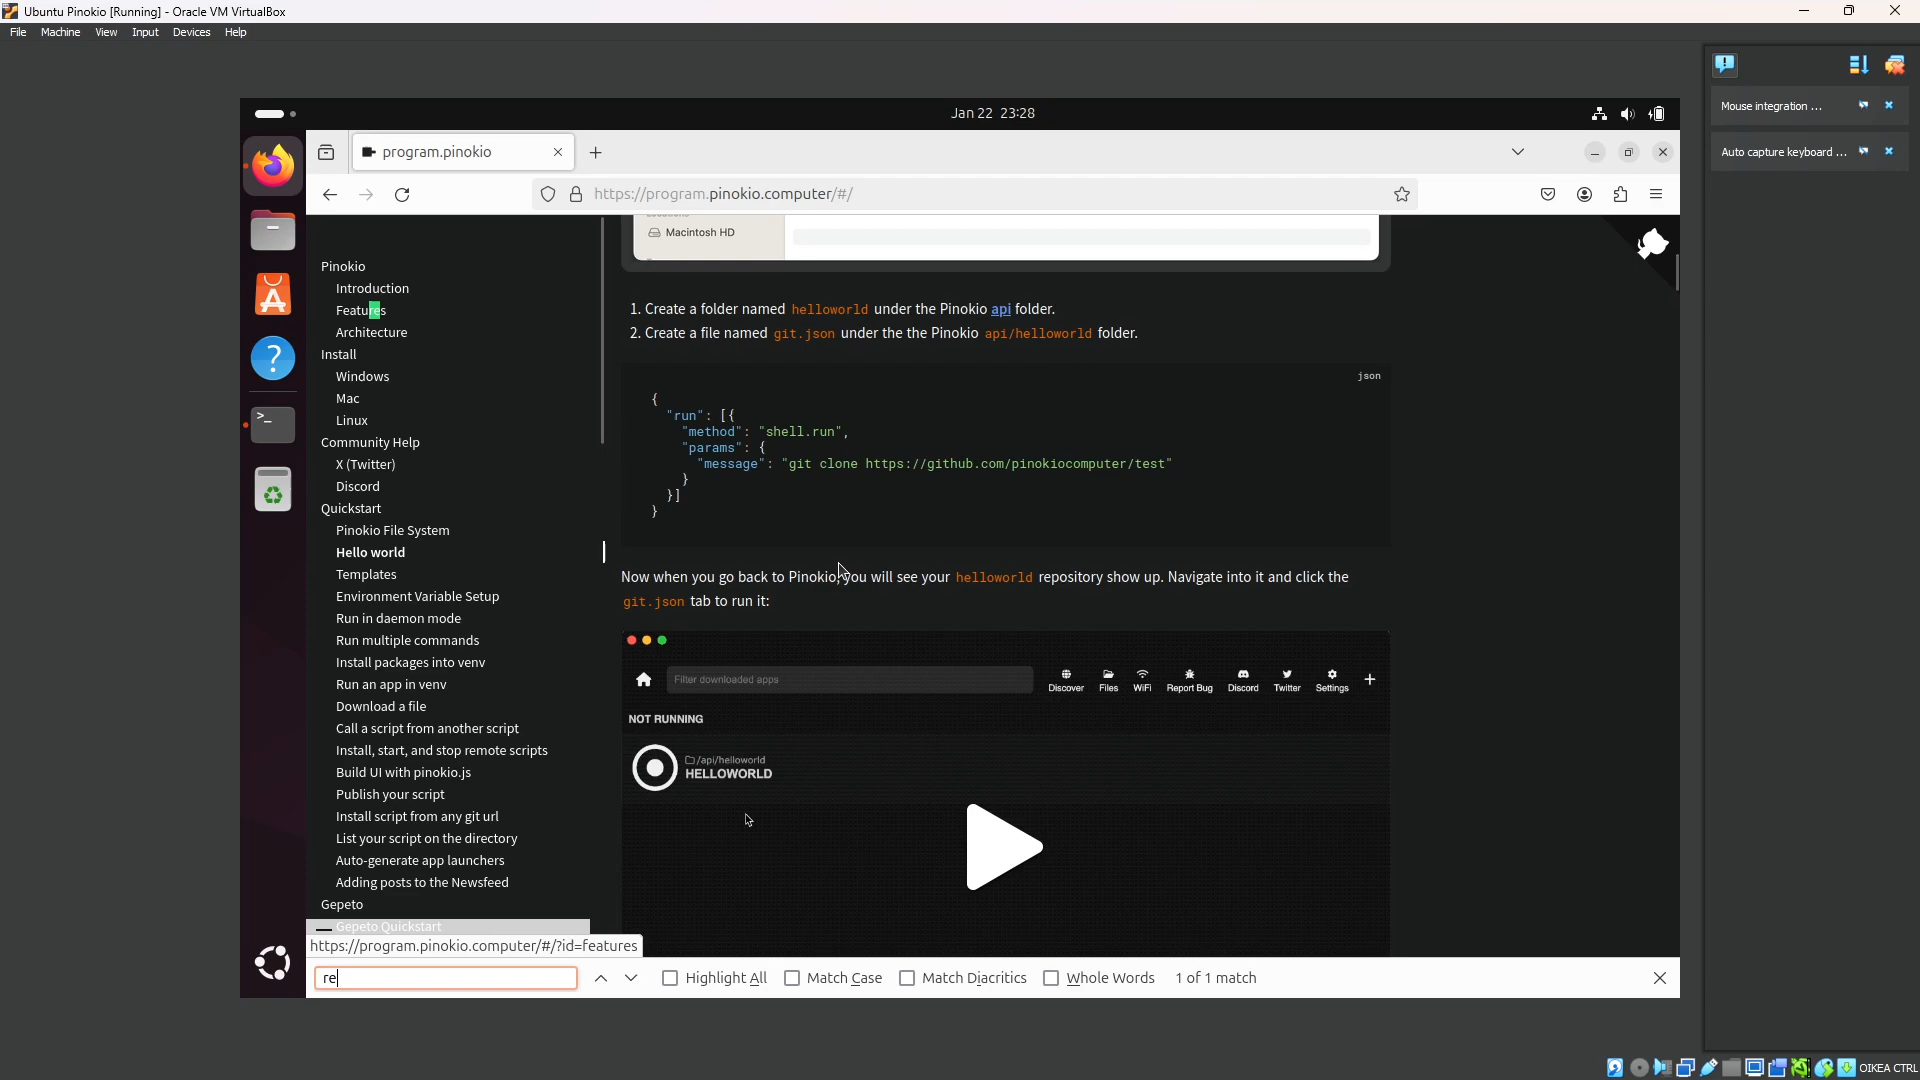 Ubuntu Pinokio [Running] - Oracle VM VirtualBox
File Machine View Input Devices Help
Mouse integration ...
Auto capture keyboard ...
Jan 22 23:28
program.pinokio
https://program.pinokio.computer/#/
Pinokio
Introduction
Features
Architecture
Install
Windows
Mac
Linux
Community Help
X (Twitter)
Discord
Quickstart
Pinokio File System
Hello world
Templates
Environment Variable Setup
Run in daemon mode
Run multiple commands
Install packages into venv
Run an app in venv
Download a file
Call a script from another script
Install, start, and stop remote scripts
Build UI with pinokio.js
Publish your script
Install script from any git url
List your script on the directory
Auto-generate app launchers
Adding posts to the Newsfeed
Gepeto
Gepeto Quickstart
https://program.pinokio.computer/#/?id=features
Macintosh HD
1. Create a folder named helloworld under the Pinokio api folder.
2. Create a file named git.json under the the Pinokio api/helloworld folder.
json
{
"run": [{
"method": "shell.run",
"params": {
"message": "git clone https://github.com/pinokiocomputer/test"
}
}]
}
Now when you go back to Pinokio, you will see your helloworld repository show up. Navigate into it and click the
git.json tab to run it:
Filter downloaded apps
Discover Files WiFi Report Bug Discord Twitter Settings
NOT RUNNING
/api/helloworld
HELLOWORLD
re
Highlight All Match Case Match Diacritics Whole Words 1 of 1 match
OIKEA CTRL